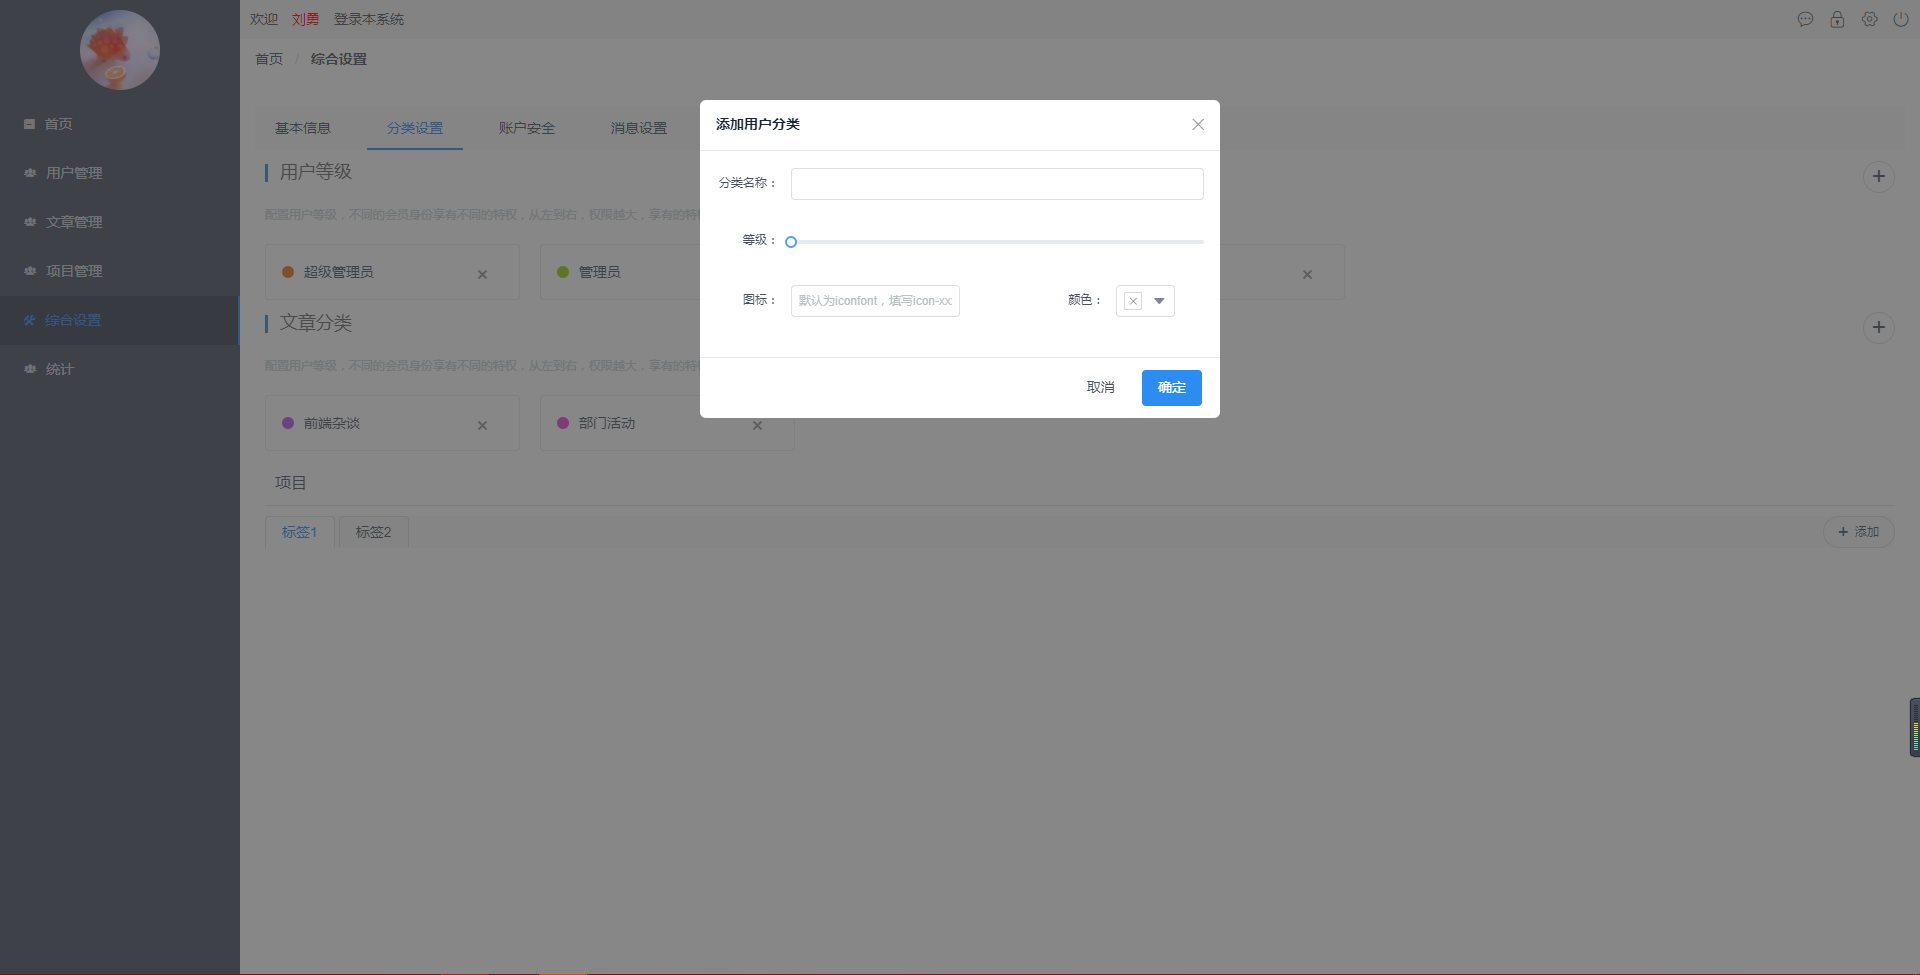 欢迎 刘勇 登录本系统
首页 / 综合设置
首页
用户管理
文章管理
项目管理
综合设置
统计
基本信息 分类设置 账户安全 消息设置
用户等级
配置用户等级，不同的会员身份享有不同的特权，从左到右，权限越大，享有的特
超级管理员
管理员
文章分类
配置用户等级，不同的会员身份享有不同的特权，从左到右，权限越大，享有的特
前端杂谈
部门活动
项目
标签1 标签2
+ 添加
添加用户分类
分类名称：
等级：
图标： 默认为iconfont，填写icon-xx
颜色：
取消 确定